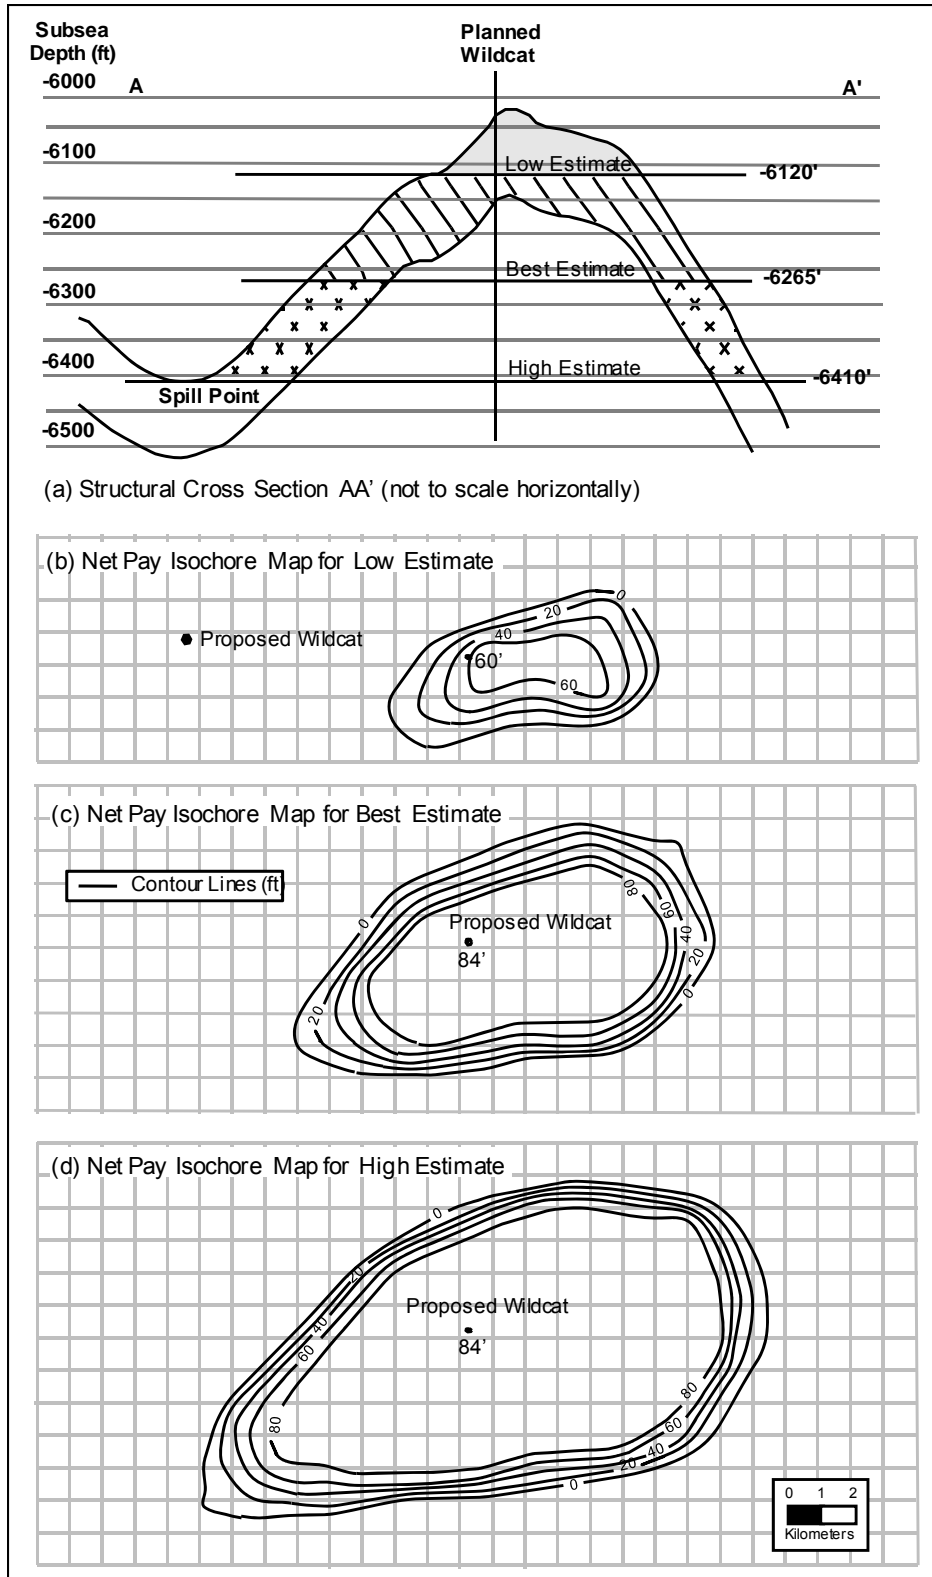 Subsea
Depth (ft)
Planned
Wildcat
-6000
A
A'
-6100
Low Estimate
-6120'
-6200
Best Estimate
-6265'
-6300
-6400
High Estimate
-6410'
Spill Point
-6500
(a) Structural Cross Section AA' (not to scale horizontally)
(b) Net Pay Isochore Map for Low Estimate
0
20
40
Proposed Wildcat
60'
60
(c) Net Pay Isochore Map for Best Estimate
Contour Lines (ft)
80
60
0
Proposed Wildcat
40
84'
20
0
20
(d) Net Pay Isochore Map for High Estimate
0
20
Proposed Wildcat
40
84'
60
80
80
60
40
20
0
0 1 2
Kilometers